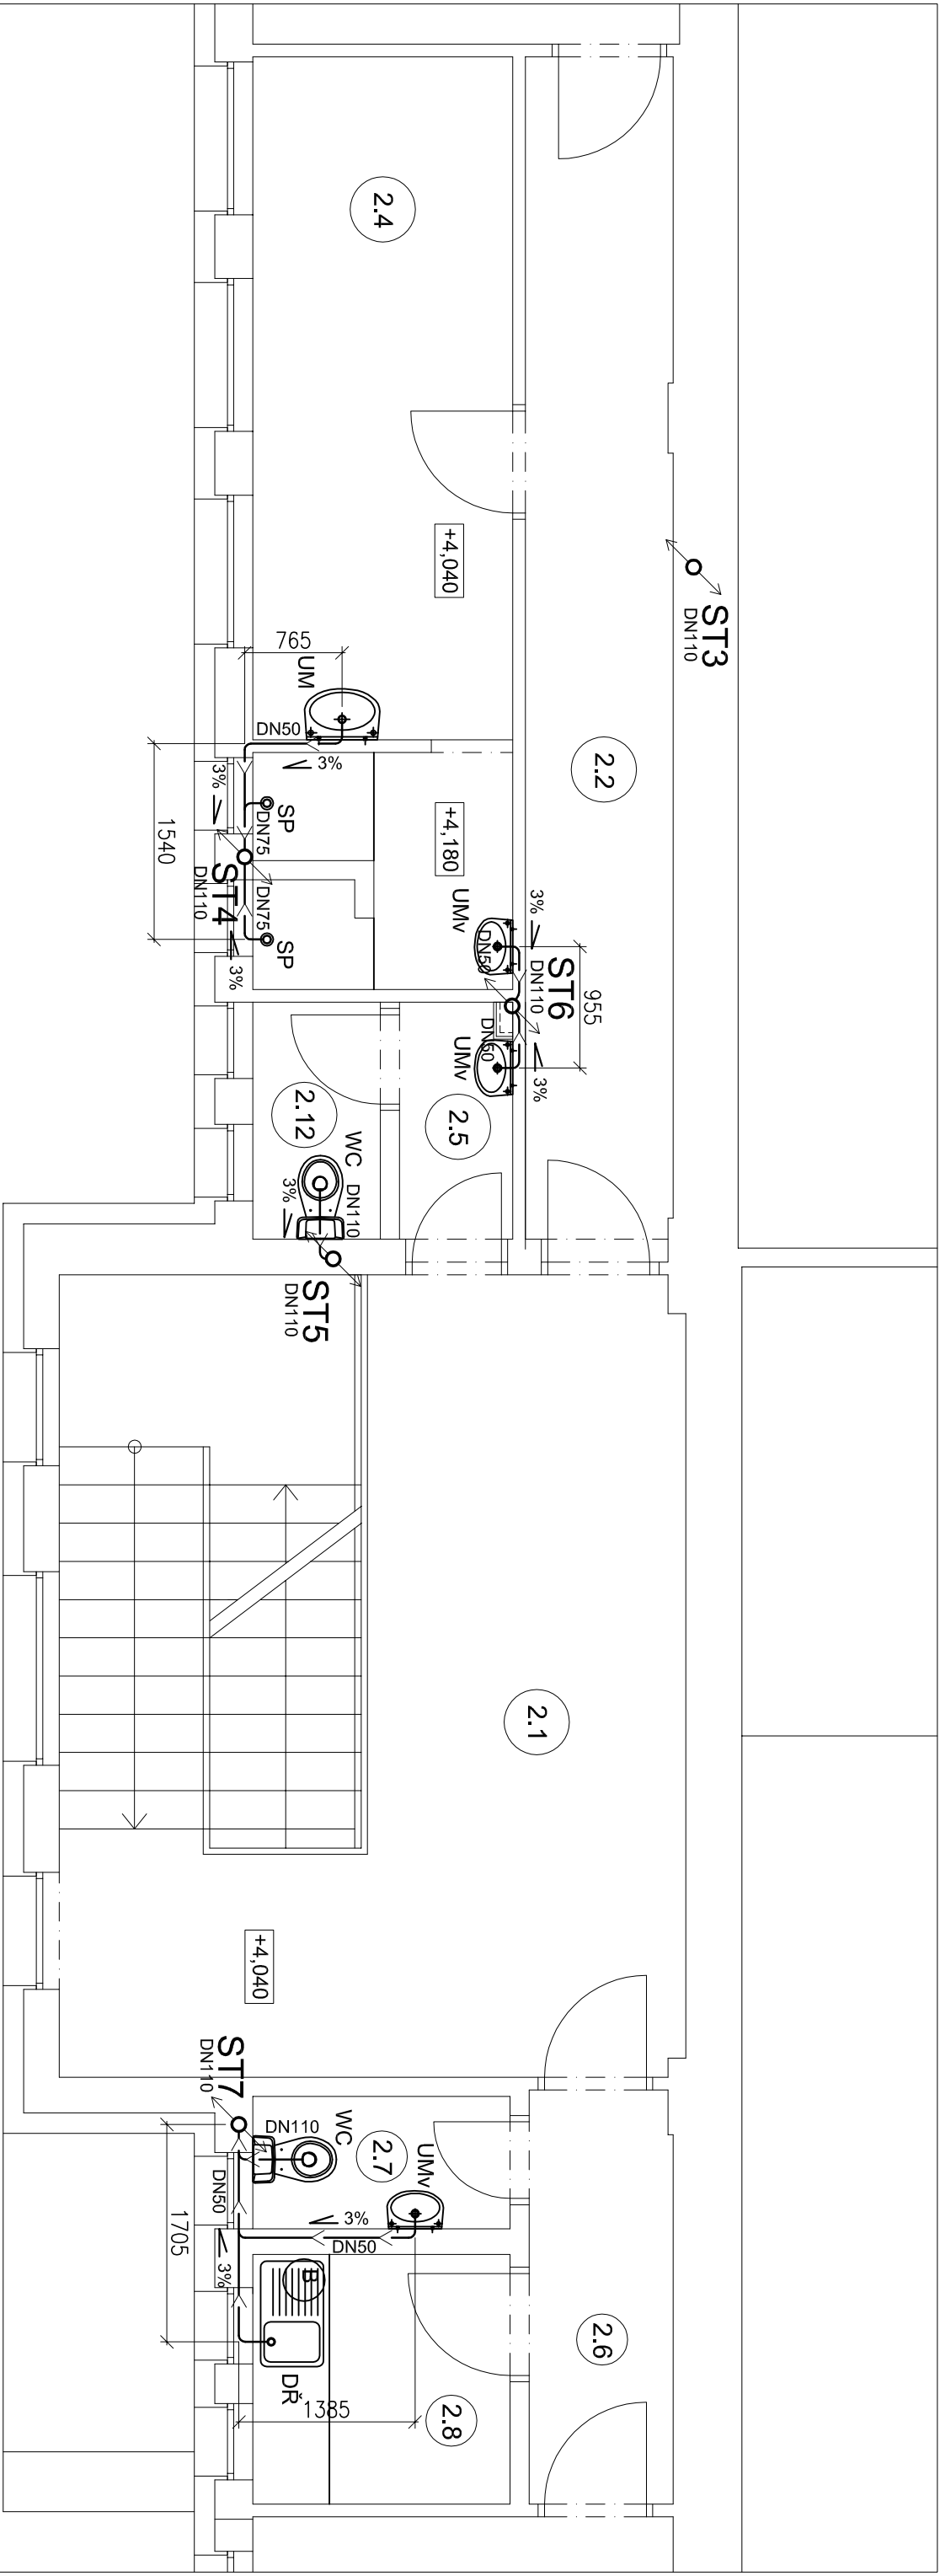 2.4
+4,040
ST3
DN110
765
UM
DN50
3%
2.2
3%
SP
DN75
+4,180
1540
ST4
DN110
DN75
SP
3%
UMv
3%
DN50
ST6
DN110
955
DN50
UMv
3%
2.5
2.12
WC
DN110
3%
ST5
DN110
2.1
+4,040
ST7
DN110
DN110
WC
2.7
UMv
DN50
1705
3%
3%
DN50
B
DŘ
1385
2.6
2.8